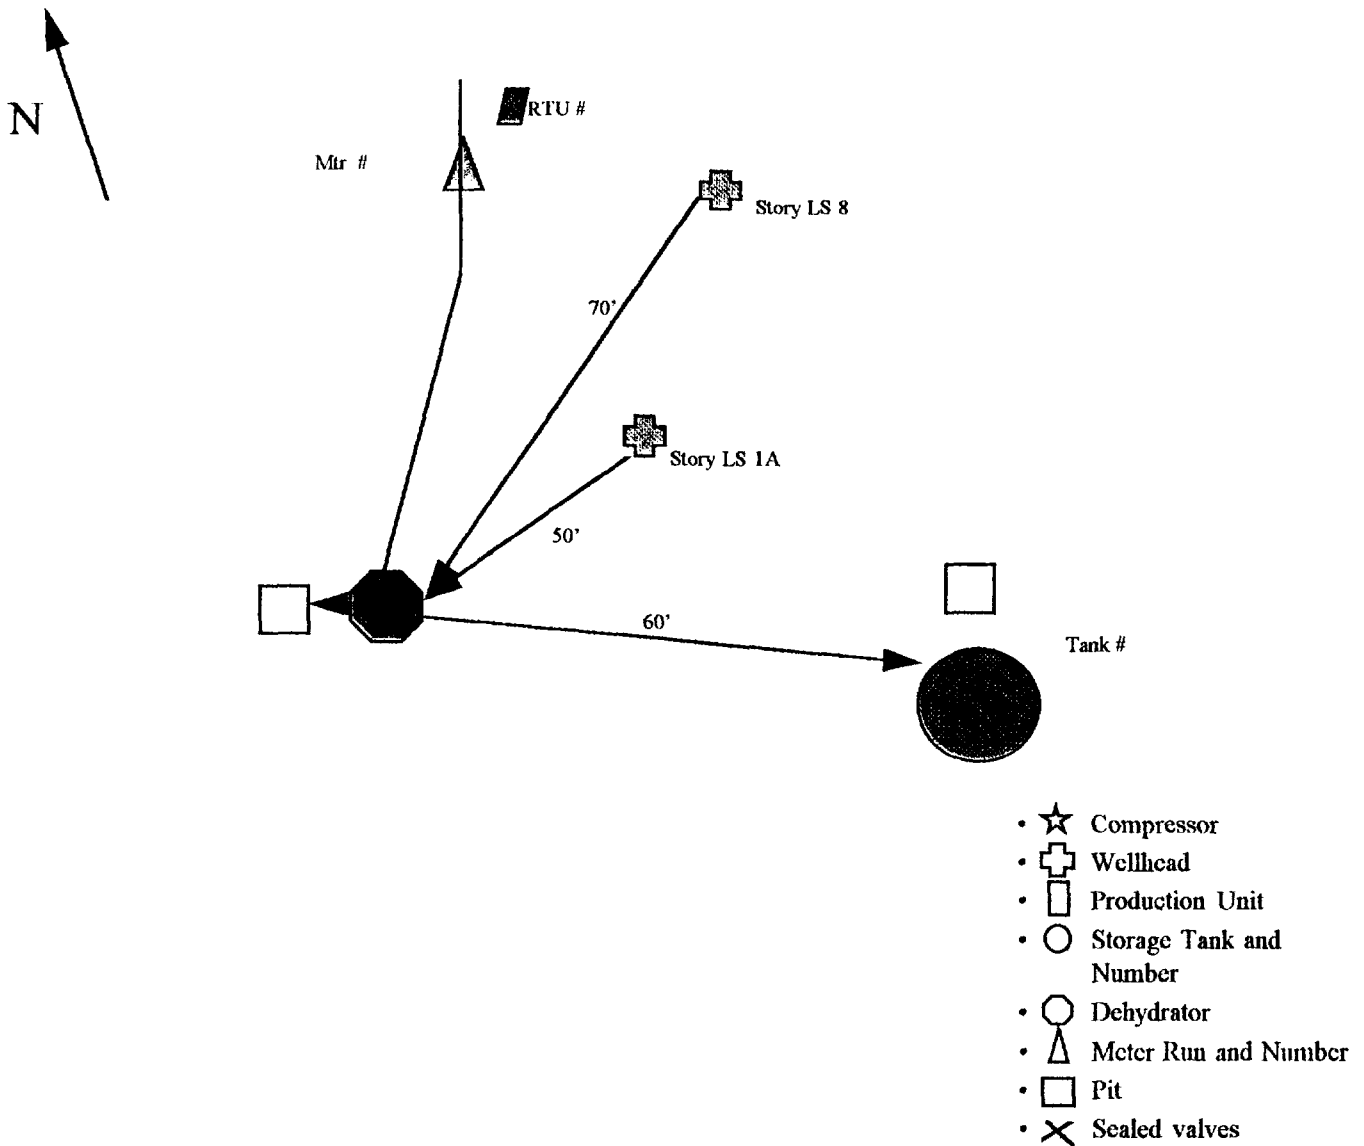 N
RTU #
Mtr #
Story LS 8
70'
Story LS 1A
50'
60'
Tank #
• Compressor
• Wellhead
• Production Unit
• Storage Tank and
Number
• Dehydrator
• Meter Run and Number
• Pit
• Sealed valves